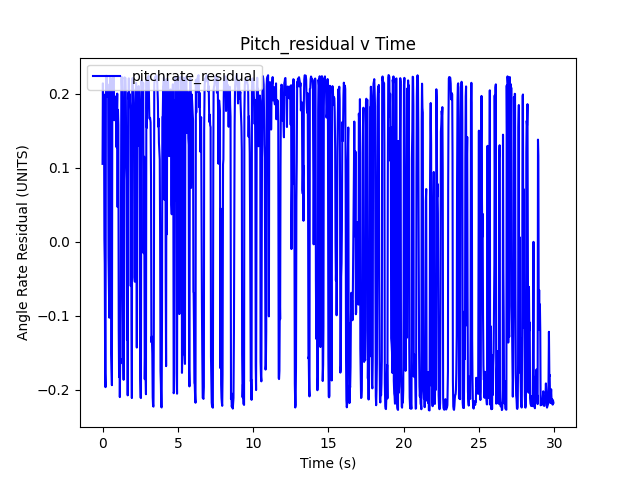 Pitch_residual v Time
pitchrate_residual
Angle Rate Residual (UNITS)
0.2
0.1
0.0
−0.1
−0.2
0 5 10 15 20 25 30
Time (s)